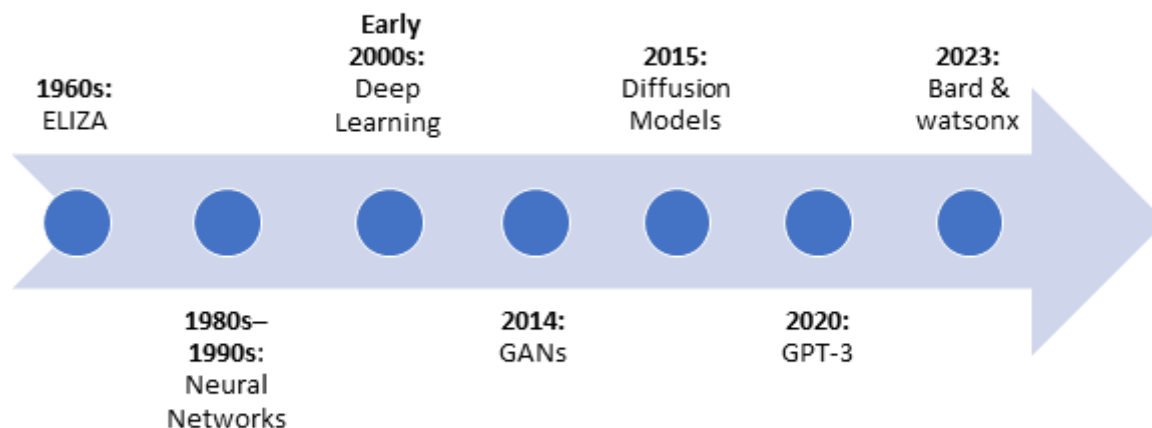 1960s:
ELIZA
1980s–
1990s:
Neural
Networks
Early
2000s:
Deep
Learning
2014:
GANs
2015:
Diffusion
Models
2020:
GPT-3
2023:
Bard &
watsonx